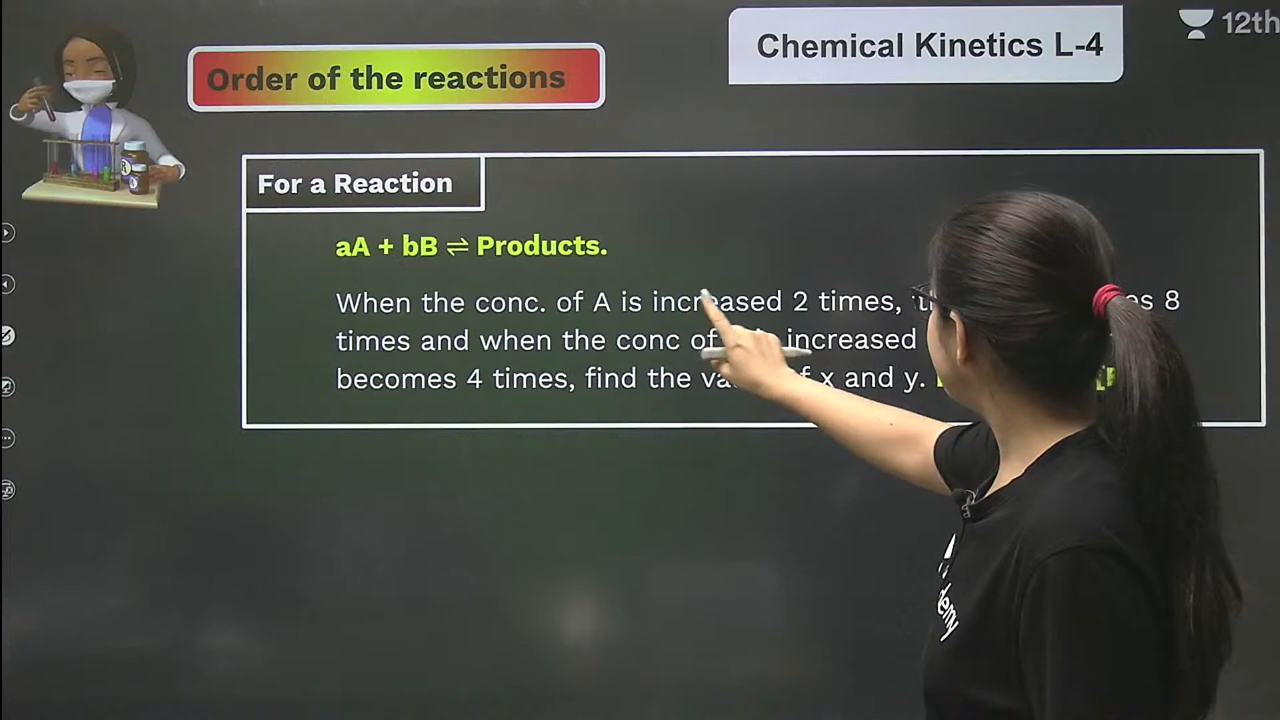 Chemical Kinetics L-4
12th
Order of the reactions
For a Reaction
aA + bB ⇌ Products.
When the conc. of A is increased 2 times, 8
times and when the conc of increased
becomes 4 times, find the x and y.